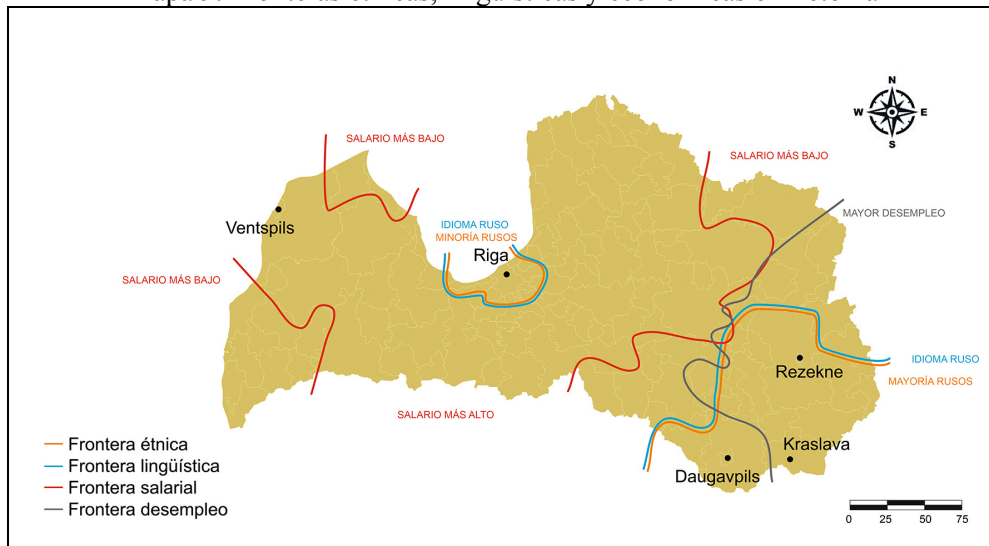 N
W E
S
SALARIO MÁS BAJO
SALARIO MÁS BAJO
MAYOR DESEMPLEO
Ventspils
IDIOMA RUSO
MINORÍA RUSOS
Riga
SALARIO MÁS BAJO
IDIOMA RUSO
Rezekne
MAYORÍA RUSOS
SALARIO MÁS ALTO
Frontera étnica
Frontera lingüística
Frontera salarial
Frontera desempleo
Kraslava
Daugavpils
0 25 50 75